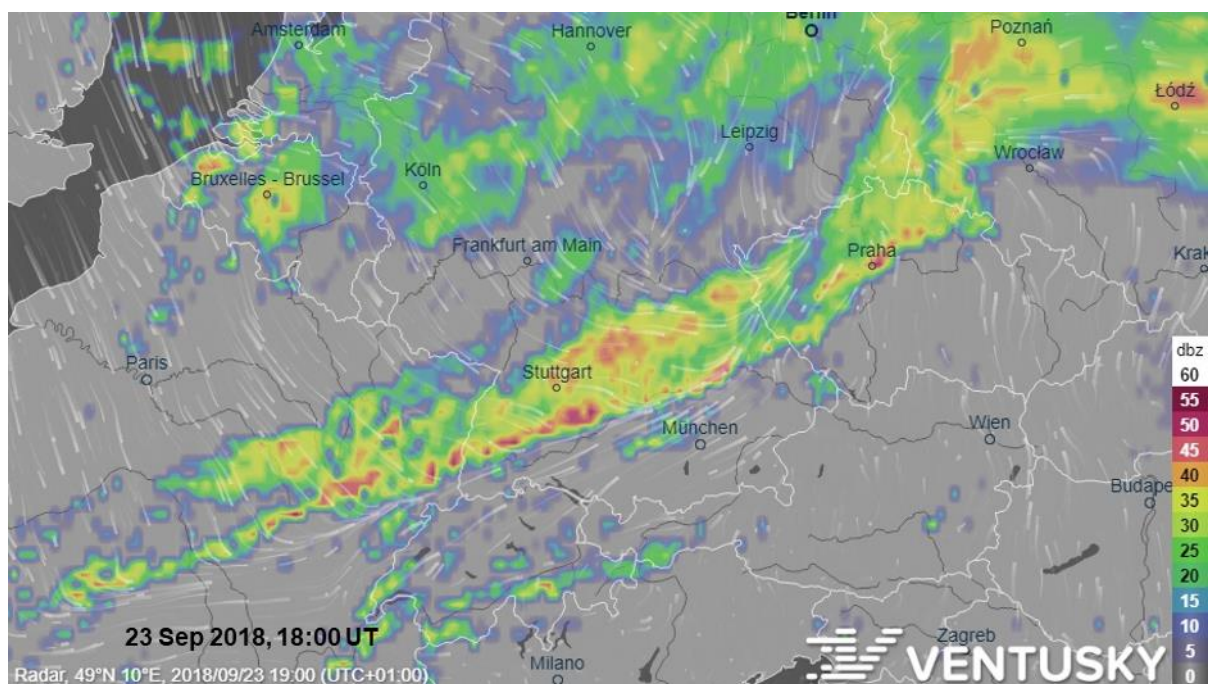 Amsterdam
Hannover
Berlin
Poznań
Łódź
Leipzig
Wrocław
Köln
Bruxelles - Brussel
Frankfurt am Main
Praha
Krak
Paris
Stuttgart
München
Wien
Budape
dbz
60
55
50
45
40
35
30
25
20
15
10
5
0
23 Sep 2018, 18:00 UT
Zagreb
Milano
VENTUSKY
Radar, 49°N 10°E, 2018/09/23 19:00 (UTC+01:00)